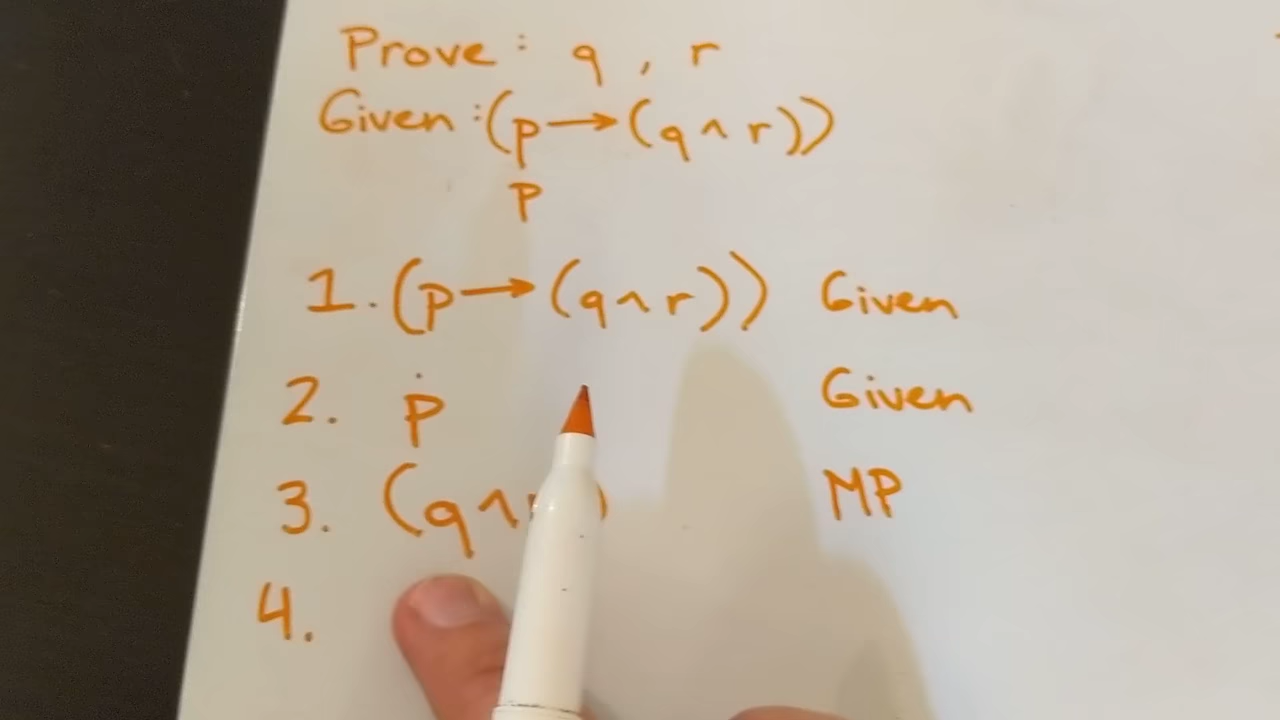 Prove: q, r
Given: (p→(q∧r))
p
1. (p→(q∧r)) Given
2. p Given
3. (q∧ ) MP
4.